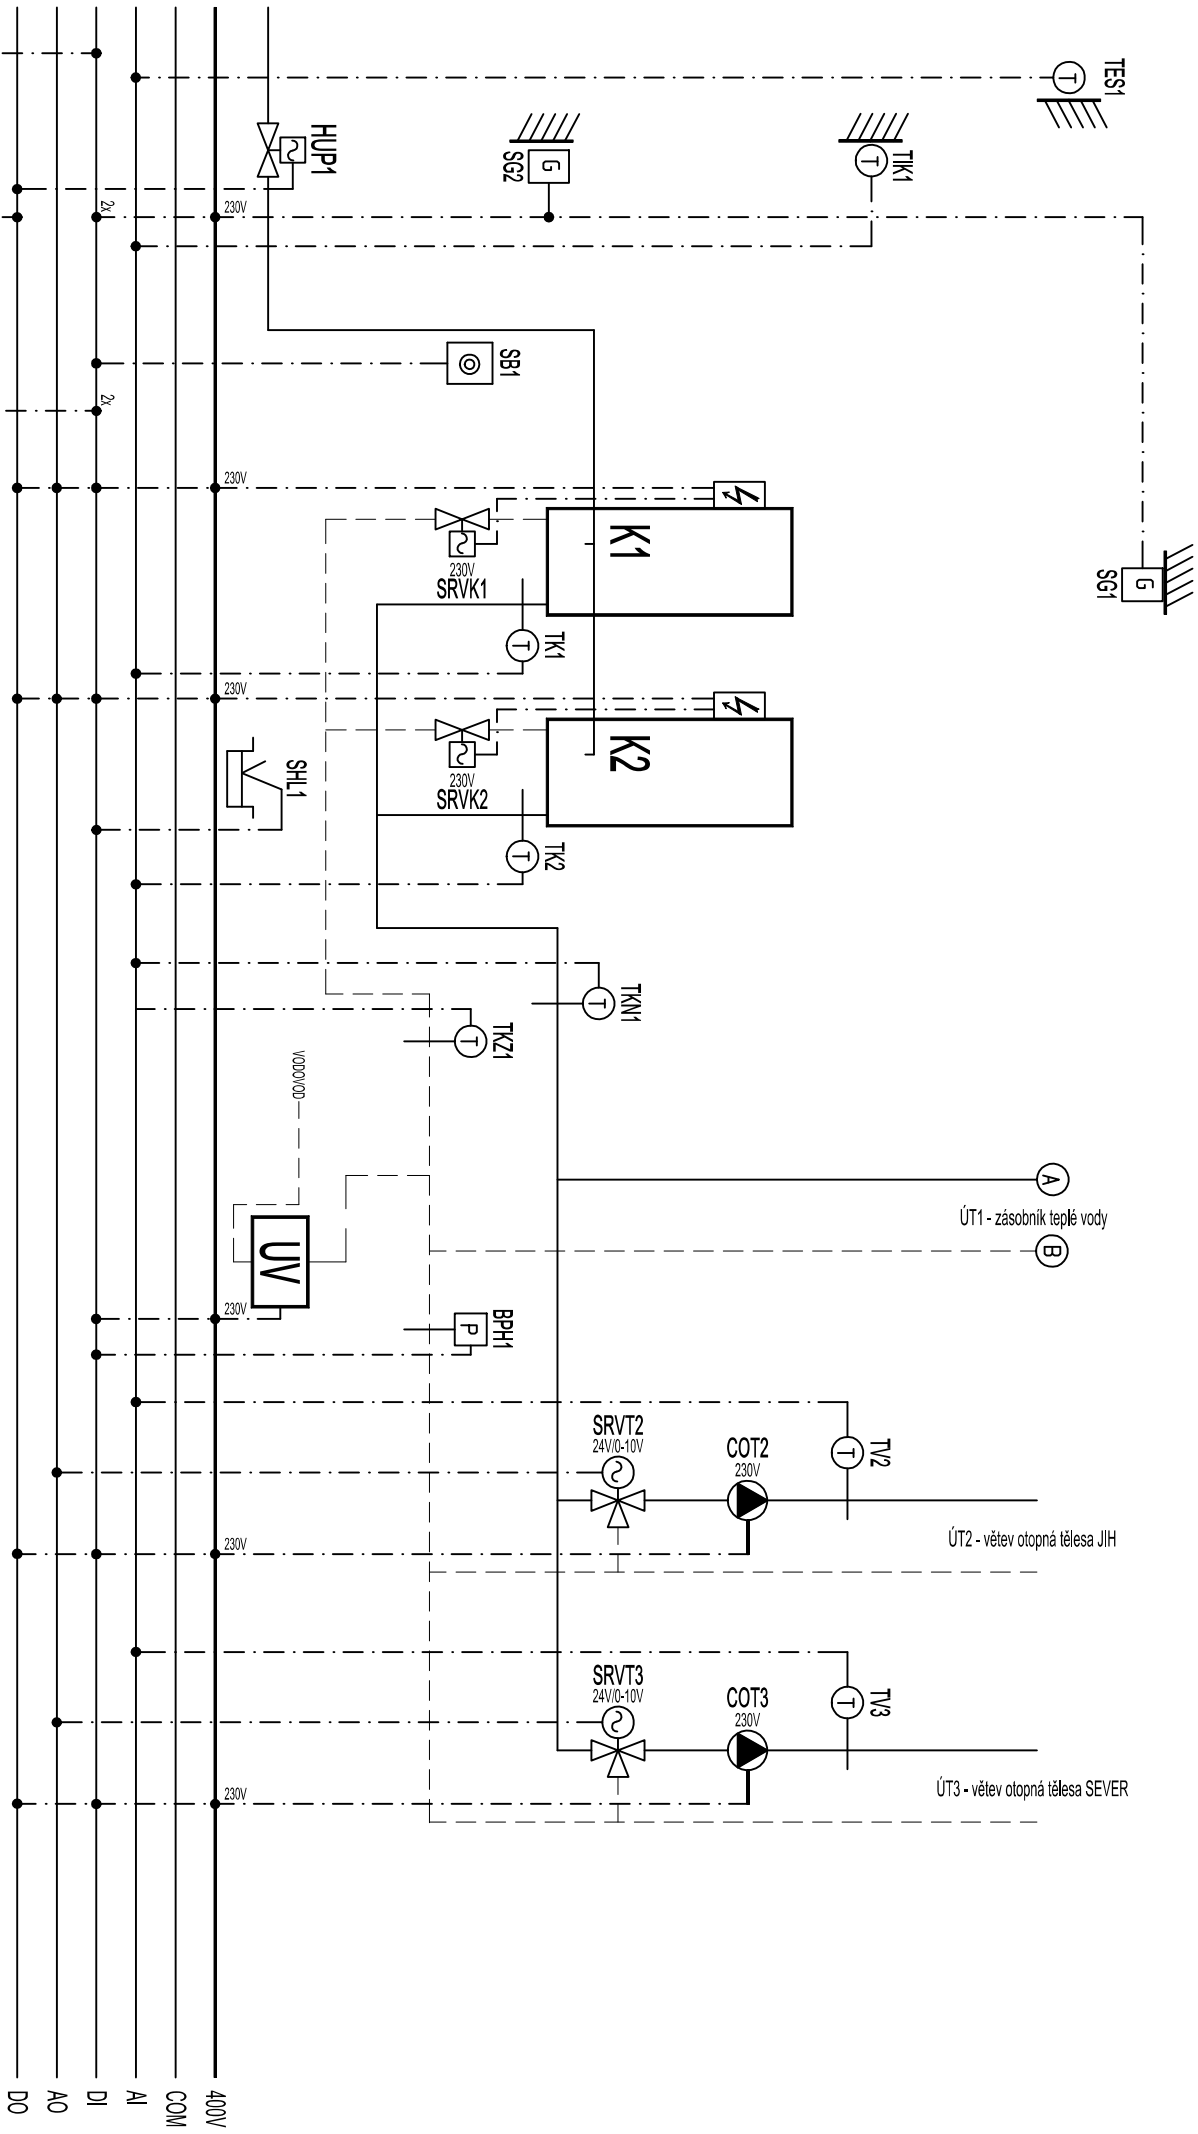 TES1
T
HUP1
SG2
G
TIK1
T
2x
230V
SB1
2x
SG1
G
230V
K1
230V
SRVK1
TK1
T
230V
K2
230V
SRVK2
SHL1
TK2
T
TKN1
T
TKZ1
T
VODOVOD
A
ÚT1 - zásobník teplé vody
B
UV
230V
BPH1
P
SRVT2
24V/0-10V
COT2
230V
TV2
T
230V
ÚT2 - větev otopná tělesa JIH
SRVT3
24V/0-10V
COT3
230V
TV3
T
230V
ÚT3 - větev otopná tělesa SEVER
400V
COM
AI
DI
AO
DO